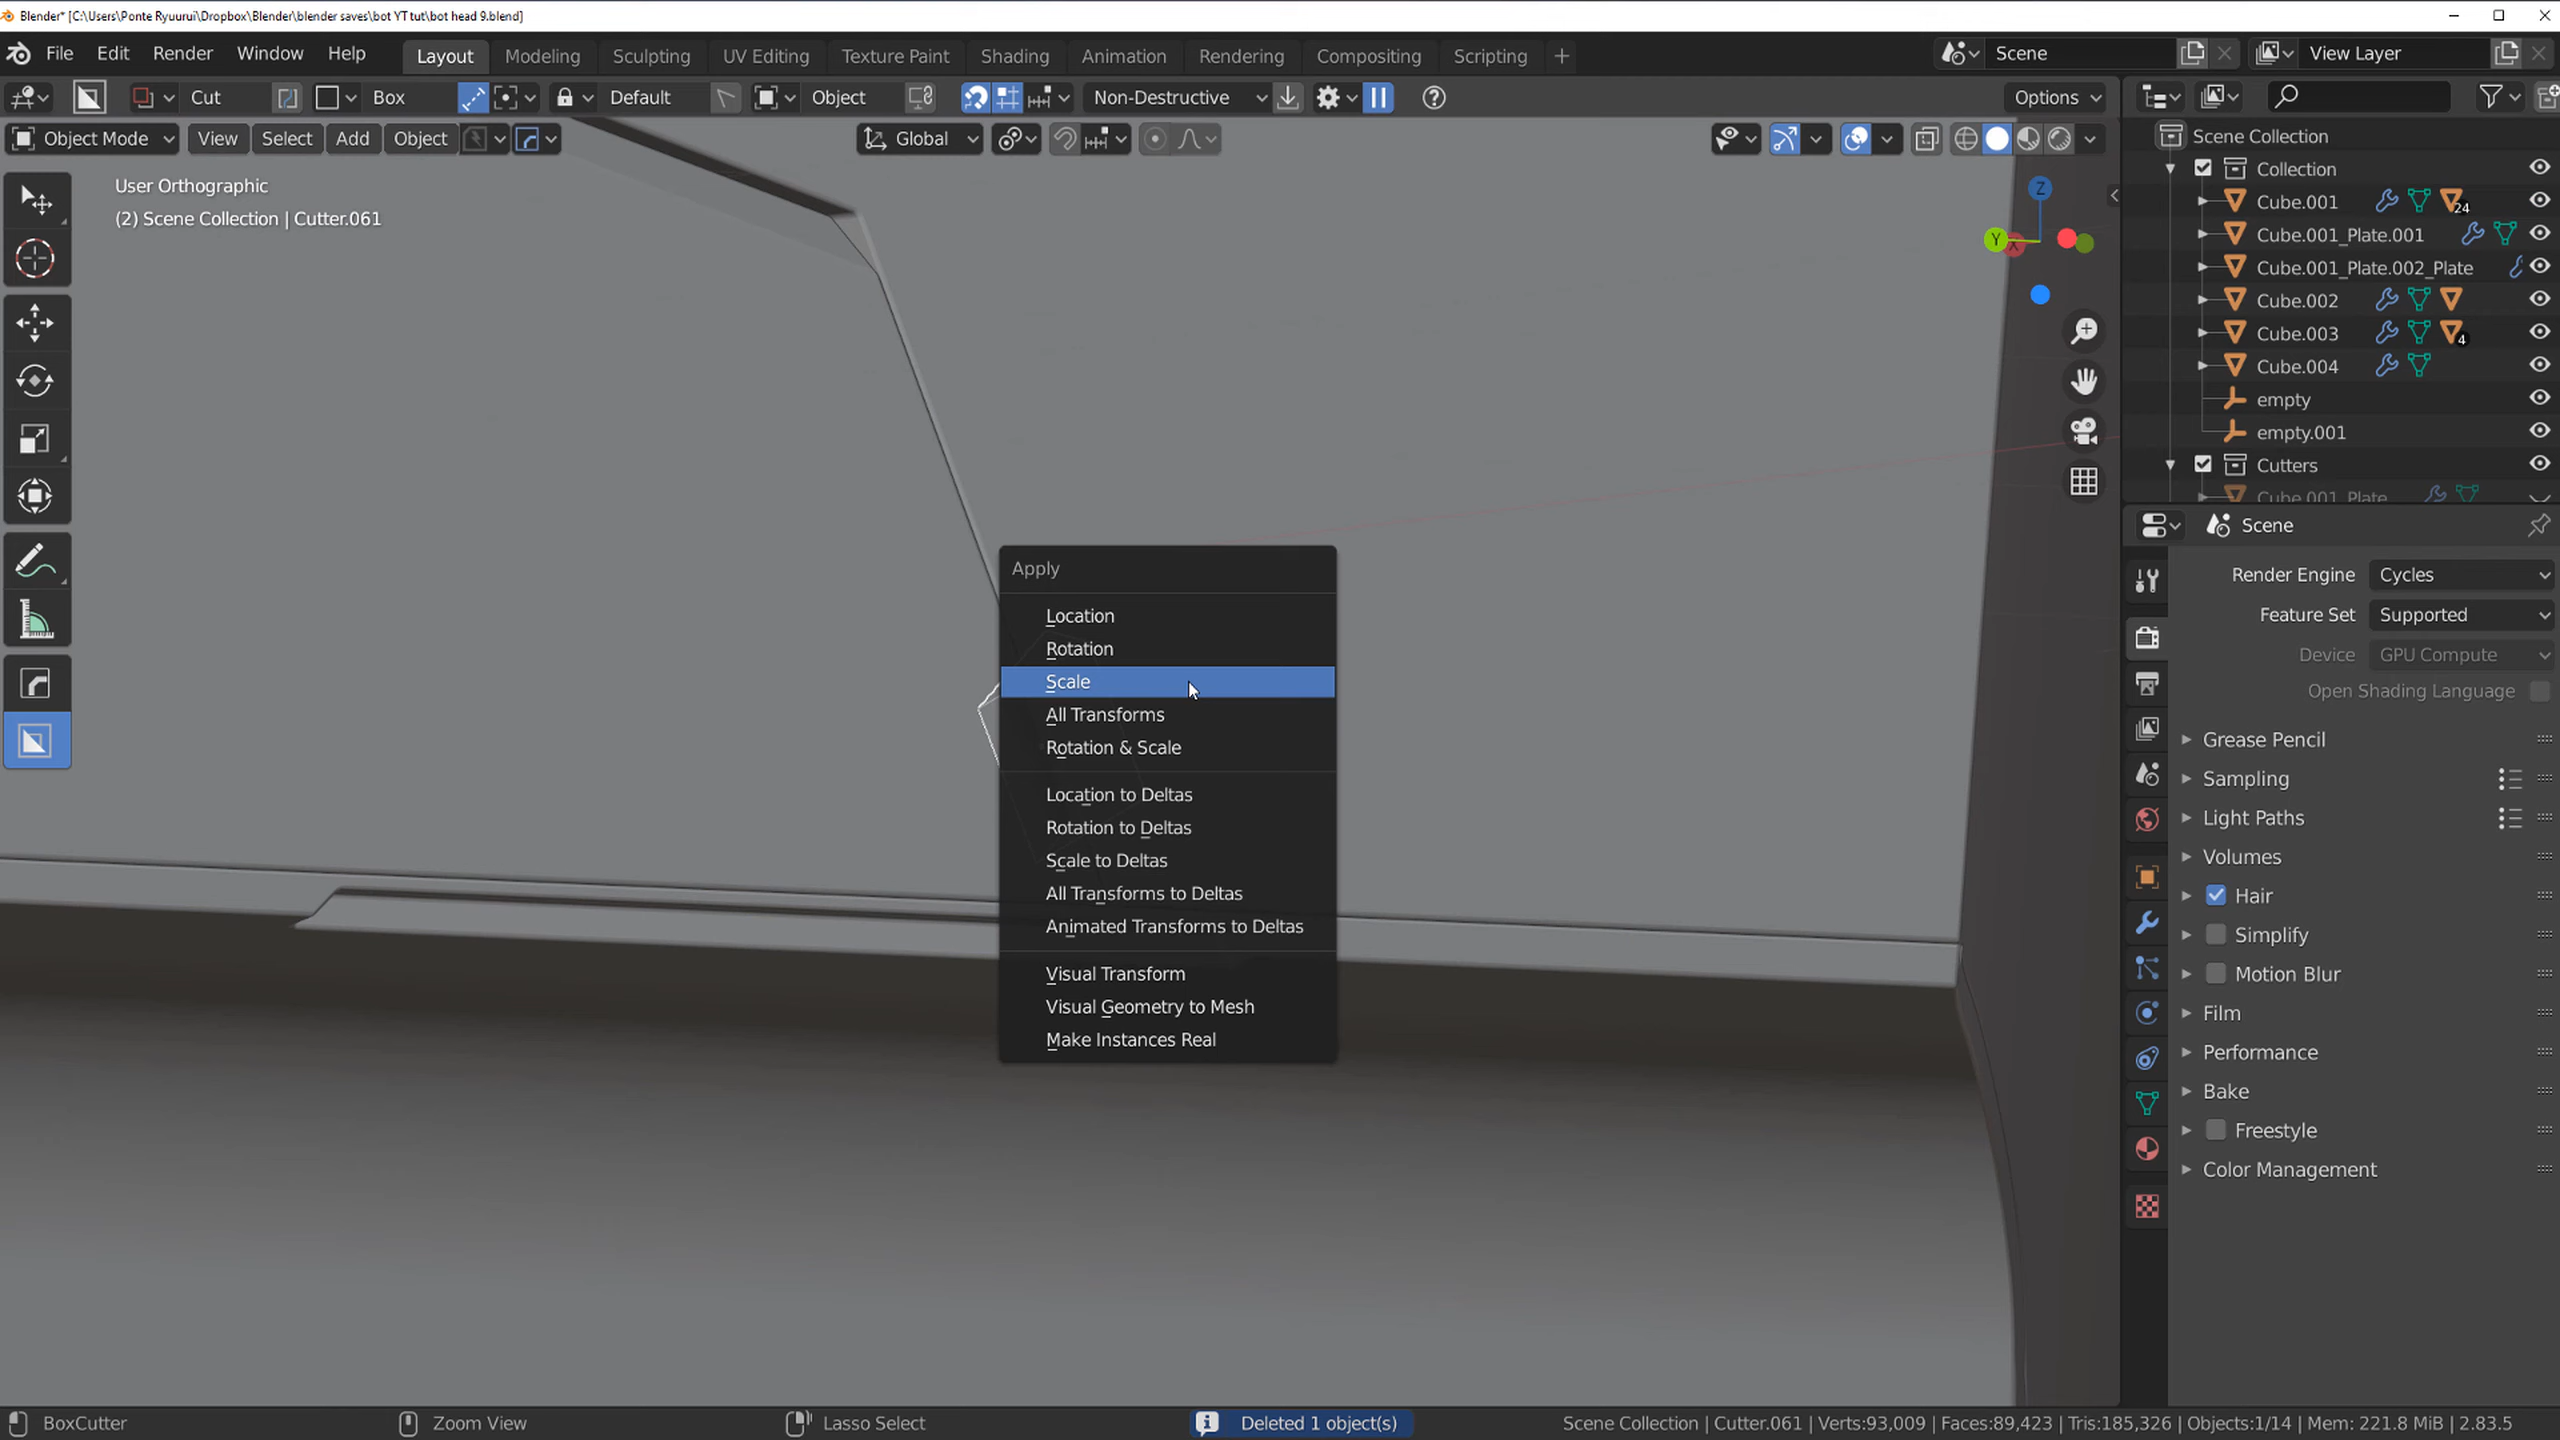 Blender* [C:\Users\Ponte Ryuurui\Dropbox\Blender\blender saves\bot YT tut\bot head 9.blend]
File Edit Render Window Help Layout Modeling Sculpting UV Editing Texture Paint Shading Animation Rendering Compositing Scripting + Scene View Layer
Cut Box Default Object Non-Destructive Options
Object Mode View Select Add Object Global
User Orthographic
(2) Scene Collection | Cutter.061
Z
Y
X
Scene Collection
Collection
Cube.001 24
Cube.001_Plate.001
Cube.001_Plate.002_Plate
Cube.002
Cube.003 4
Cube.004
empty
empty.001
Cutters
Cube.001_Plate
Scene
Render Engine Cycles
Feature Set Supported
Device GPU Compute
Open Shading Language
Grease Pencil
Sampling
Light Paths
Volumes
Hair
Simplify
Motion Blur
Film
Performance
Bake
Freestyle
Color Management
Apply
Location
Rotation
Scale
All Transforms
Rotation & Scale
Location to Deltas
Rotation to Deltas
Scale to Deltas
All Transforms to Deltas
Animated Transforms to Deltas
Visual Transform
Visual Geometry to Mesh
Make Instances Real
BoxCutter Zoom View Lasso Select Deleted 1 object(s) Scene Collection | Cutter.061 | Verts:93,009 | Faces:89,423 | Tris:185,326 | Objects:1/14 | Mem: 221.8 MiB | 2.83.5